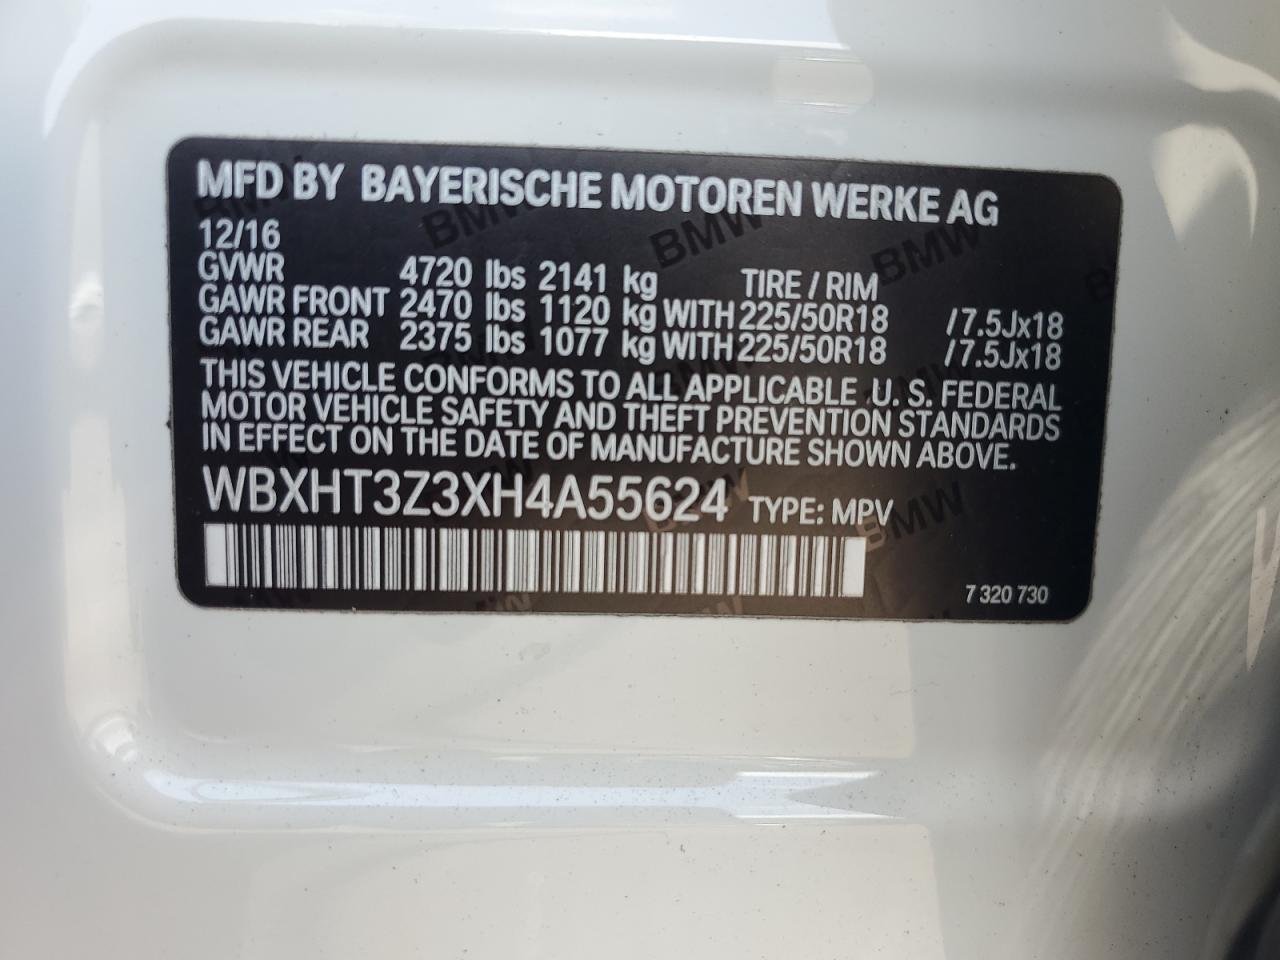 MFD BY BAYERISCHE MOTOREN WERKE AG
12/16
GVWR 4720 lbs 2141 kg TIRE / RIM
GAWR FRONT 2470 lbs 1120 kg WITH 225/50R18 /7.5Jx18
GAWR REAR 2375 lbs 1077 kg WITH 225/50R18 /7.5Jx18
THIS VEHICLE CONFORMS TO ALL APPLICABLE U.S. FEDERAL
MOTOR VEHICLE SAFETY AND THEFT PREVENTION STANDARDS
IN EFFECT ON THE DATE OF MANUFACTURE SHOWN ABOVE.
WBXHT3Z3XH4A55624 TYPE: MPV
7 320 730